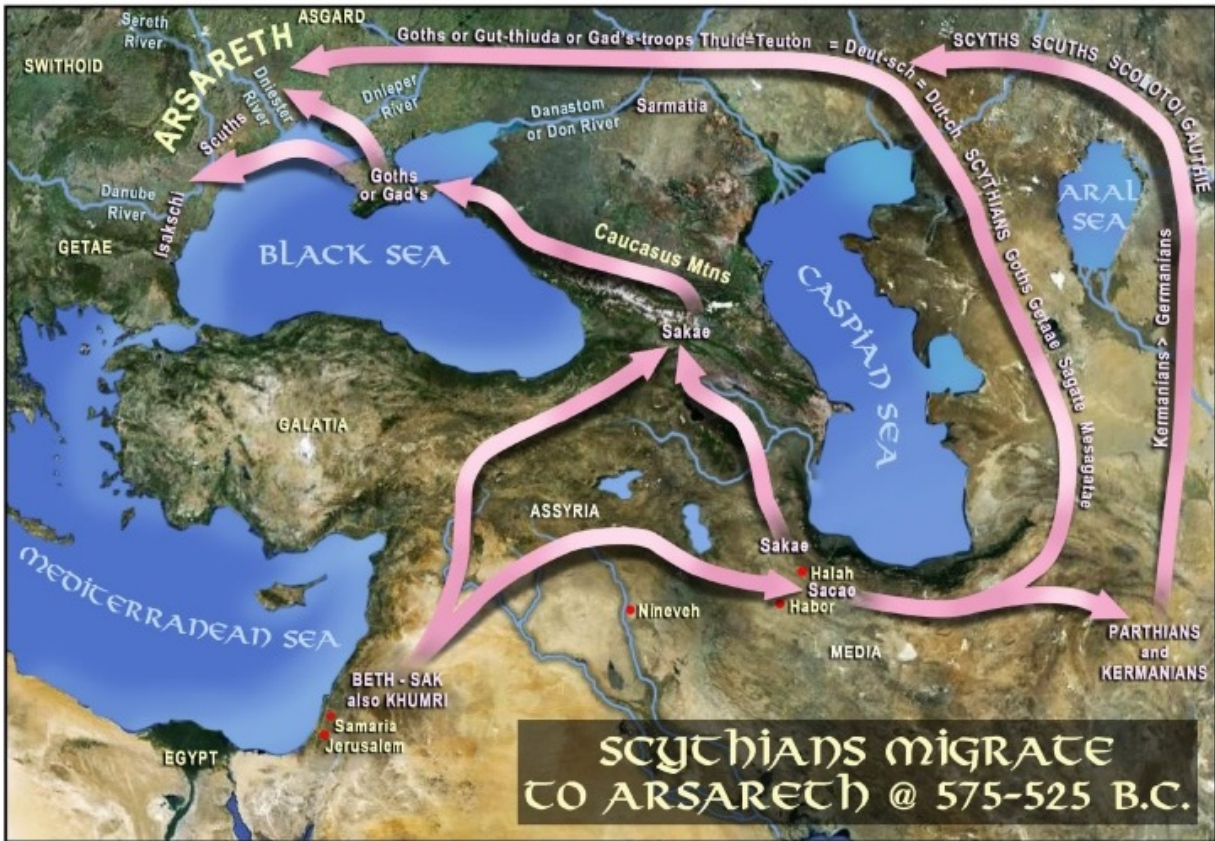 Sereth
River
ASGARD
SWITHOID
ARSARETH
Dniester
River
Dnieper
River
Scuths
Goths or Gut-thiuda or Gad's-troops Thuid=Teuton = Deut-sch = Dut-ch. SCYTHIANS Goths Getaae Sagate Mesagatae
SCYTHS SCUTHS SCOLOTOI GAUTHIE
Danastom
or Don River
Sarmatia
Goths
or Gad's
Danube
River
Isakschi
GETAE
BLACK SEA
Caucasus Mtns
CASPIAN SEA
ARAL
SEA
Kermanians > Germanians
Sakae
GALATIA
ASSYRIA
Sakae
Halah
Sacae
Habor
Nineveh
MEDIA
PARTHIANS
and
KERMANIANS
MEDITERRANEAN SEA
BETH - SAK
also KHUMRI
Samaria
Jerusalem
EGYPT
SCYTHIANS MIGRATE
TO ARSARETH @ 575-525 B.C.